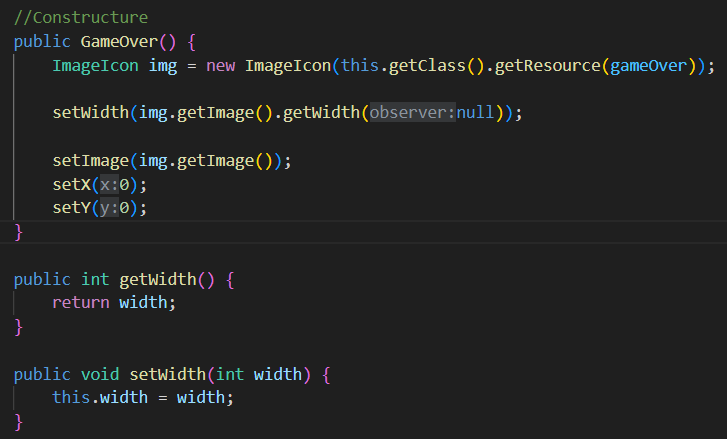 //Constructure
public GameOver() {
ImageIcon img = new ImageIcon(this.getClass().getResource(gameOver));
setWidth(img.getImage().getWidth(observer:null));
setImage(img.getImage());
setX(x:0);
setY(y:0);
}
public int getWidth() {
return width;
}
public void setWidth(int width) {
this.width = width;
}